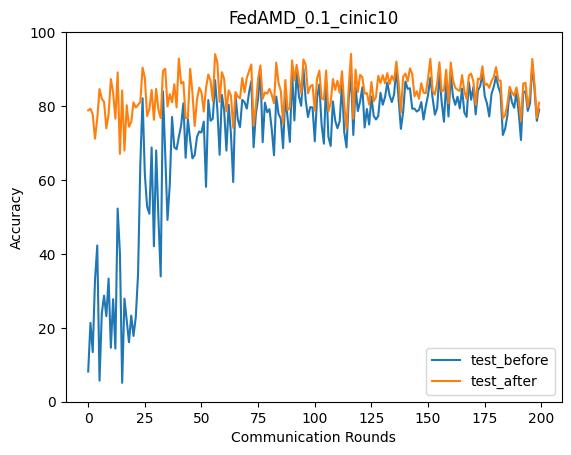 FedAMD_0.1_cinic10
100
80
60
40
20
0
Accuracy
0 25 50 75 100 125 150 175 200
Communication Rounds
test_before
test_after